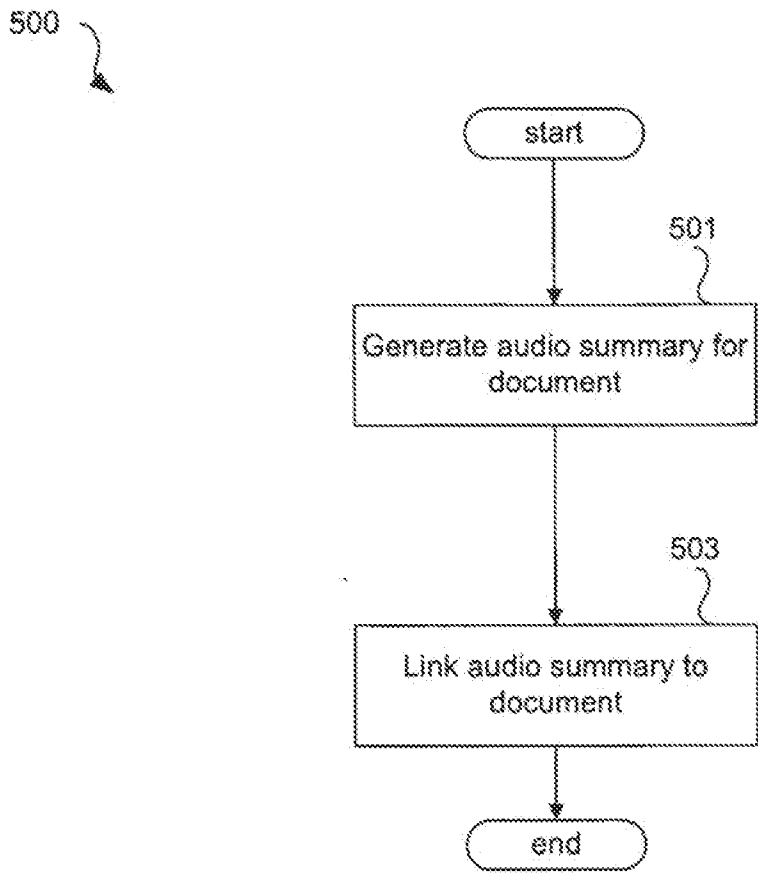 500
start
501
Generate audio summary for
document
503
Link audio summary to
document
end